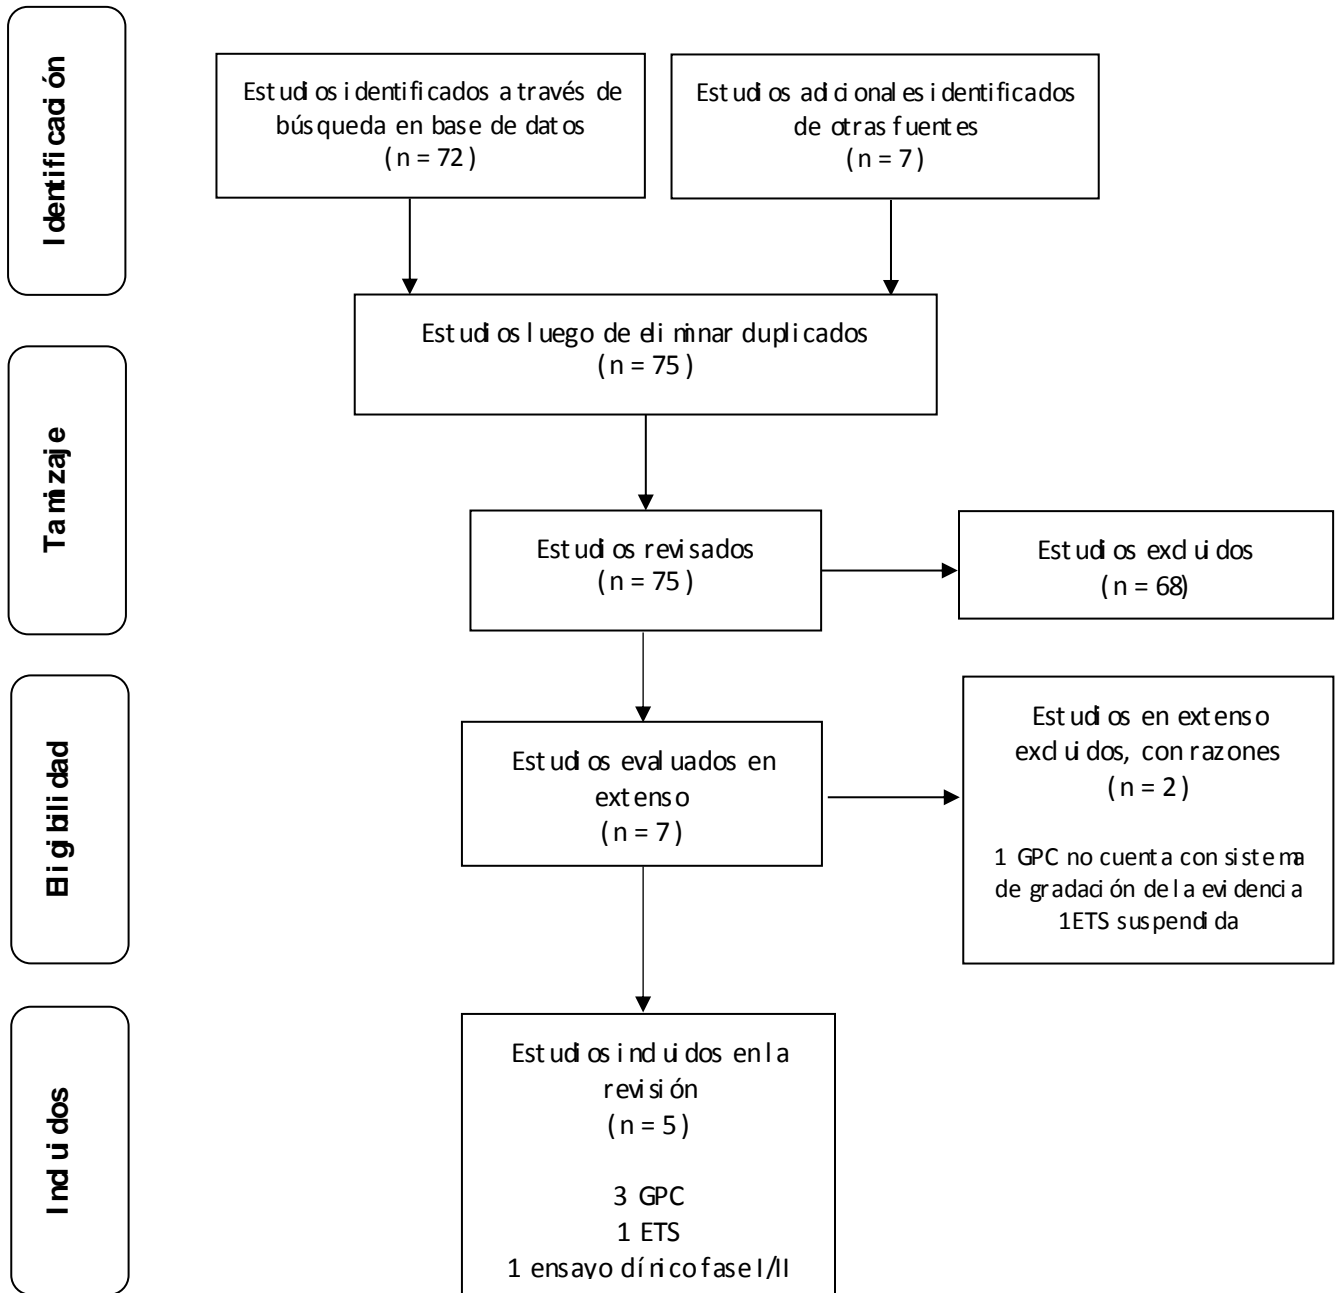 Identificación
Estudios identificados a través de
búsqueda en base de datos
(n = 72)
Estudios adicionales identificados
de otras fuentes
(n = 7)
Estudios luego de eliminar duplicados
(n = 75)
Tamizaje
Estudios revisados
(n = 75)
Estudios excluidos
(n = 68)
Eligibilidad
Estudios evaluados en
extenso
(n = 7)
Estudios en extenso
excluidos, con razones
(n = 2)
1 GPC no cuenta con sistema
de gradación de la evidencia
1ETS suspendida
Incluidos
Estudios incluidos en la
revisión
(n = 5)
3 GPC
1 ETS
1 ensayo clínico fase I/II